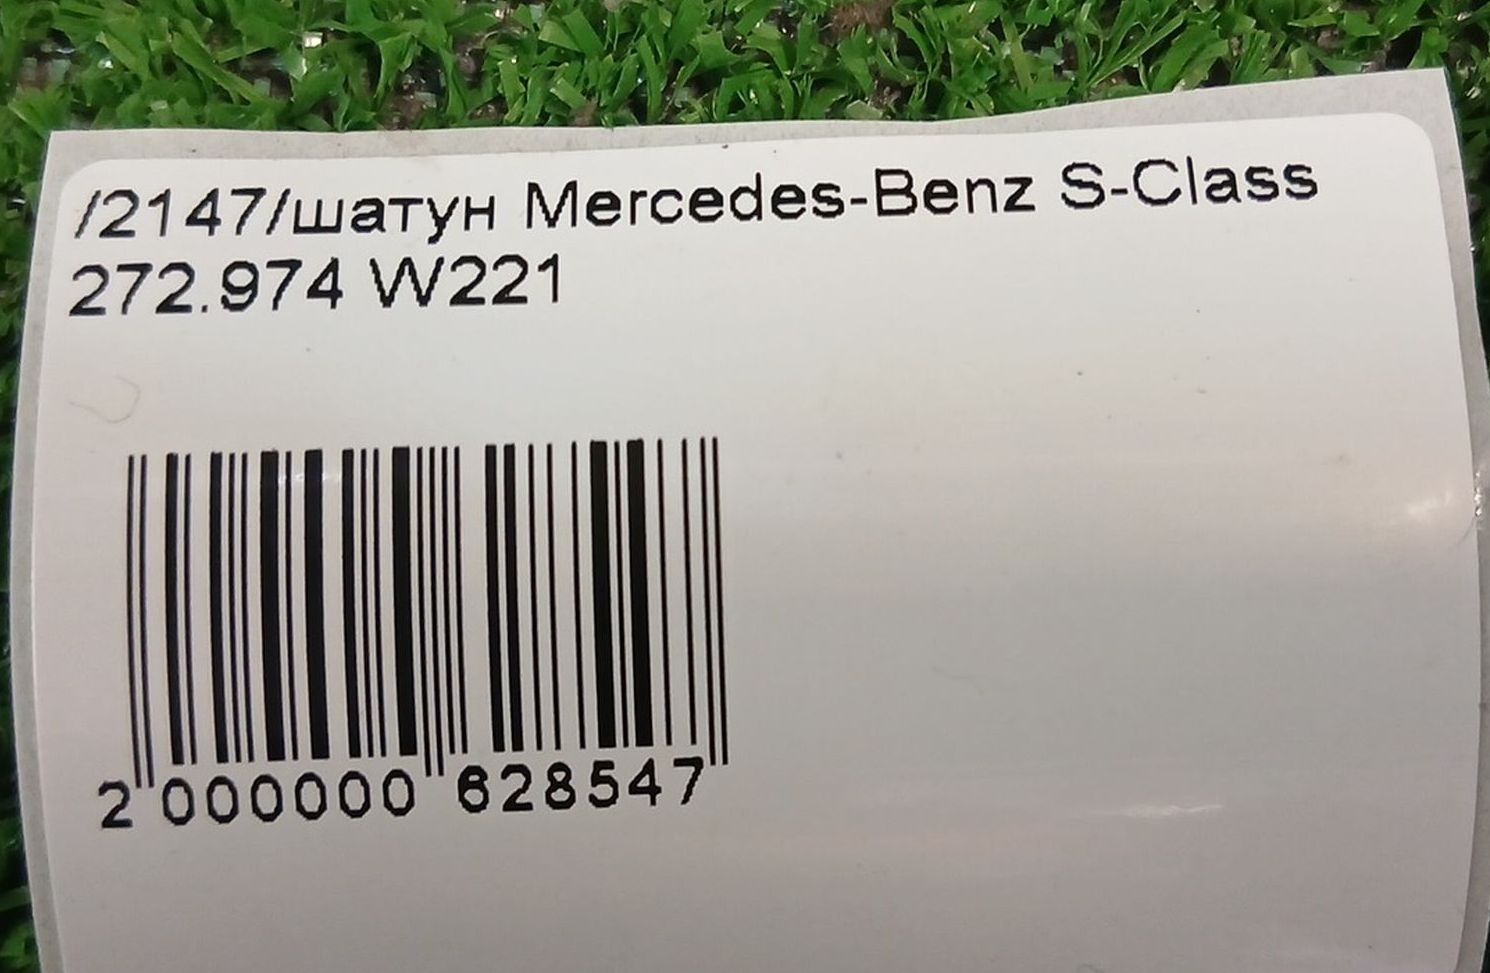 /2147/шатун Mercedes-Benz S-Class
272.974 W221
2 000000 628547